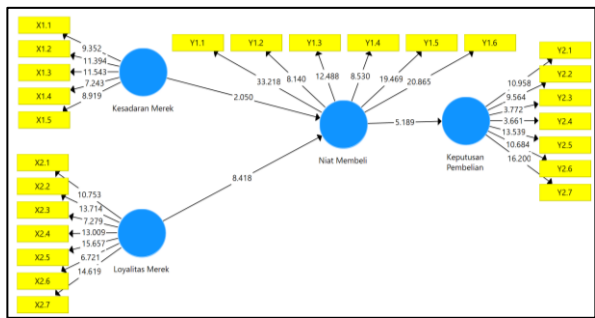 X1.1
X1.2
X1.3
X1.4
X1.5
9.352
11.394
11.543
7.243
8.919
Kesadaran Merek
Y1.1
Y1.2
Y1.3
Y1.4
Y1.5
Y1.6
33.218
8.140
12.488
8.530
19.469
20.865
2.050
Niat Membeli
5.189
8.418
Y2.1
Y2.2
Y2.3
Y2.4
Y2.5
Y2.6
Y2.7
10.958
9.564
3.772
3.661
13.539
10.684
16.200
Keputusan
Pembelian
X2.1
X2.2
X2.3
X2.4
X2.5
X2.6
X2.7
10.753
13.714
7.279
13.009
15.657
6.721
14.619
Loyalitas Merek